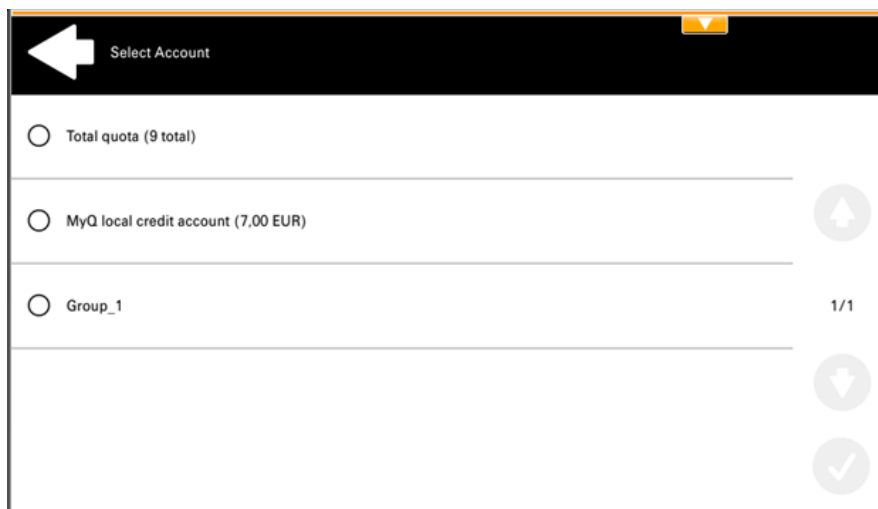 Select Account
Total quota (9 total)
MyQ local credit account (7,00 EUR)
Group_1
1/1